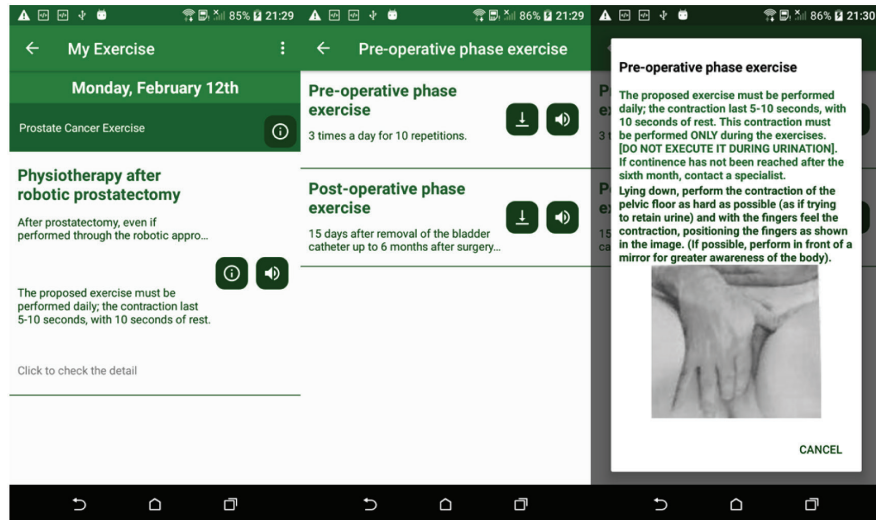 85% 21:29
My Exercise
Monday, February 12th
Prostate Cancer Exercise
Physiotherapy after
robotic prostatectomy
After prostatectomy, even if
performed through the robotic appro...
The proposed exercise must be
performed daily; the contraction last
5-10 seconds, with 10 seconds of rest.
Click to check the detail
86% 21:29
Pre-operative phase exercise
Pre-operative phase
exercise
3 times a day for 10 repetitions.
Post-operative phase
exercise
15 days after removal of the bladder
catheter up to 6 months after surgery...
86% 21:30
Pre-operative phase exercise
The proposed exercise must be performed
daily; the contraction last 5-10 seconds, with
10 seconds of rest. This contraction must
be performed ONLY during the exercises.
[DO NOT EXECUTE IT DURING URINATION].
If continence has not been reached after the
sixth month, contact a specialist.
Lying down, perform the contraction of the
pelvic floor as hard as possible (as if trying
to retain urine) and with the fingers feel the
contraction, positioning the fingers as shown
in the image. (If possible, perform in front of a
mirror for greater awareness of the body).
CANCEL